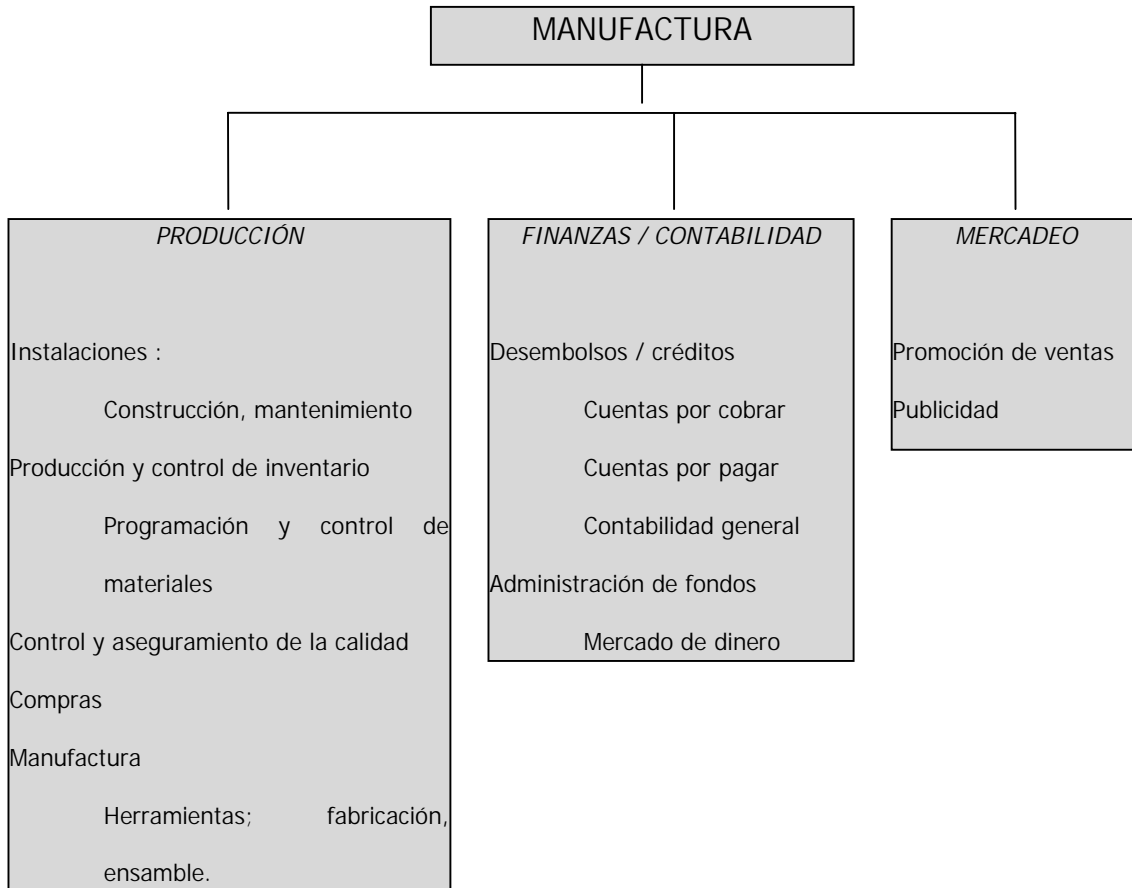 MANUFACTURA
PRODUCCIÓN
Instalaciones :
Construcción, mantenimiento
Producción y control de inventario
Programación y control de
materiales
Control y aseguramiento de la calidad
Compras
Manufactura
Herramientas; fabricación,
ensamble.
FINANZAS / CONTABILIDAD
Desembolsos / créditos
Cuentas por cobrar
Cuentas por pagar
Contabilidad general
Administración de fondos
Mercado de dinero
MERCADEO
Promoción de ventas
Publicidad